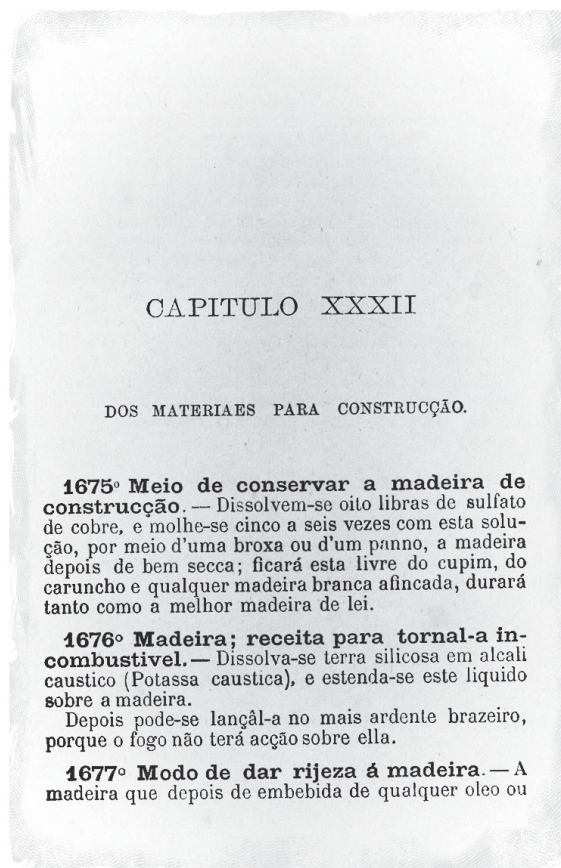 CAPITULO XXXII
DOS MATERIAES PARA CONSTRUCÇÃO.
1675º Meio de conservar a madeira de
construcção. — Dissolvem-se oito libras de sulfato
de cobre, e molhe-se cinco a seis vezes com esta solu-
ção, por meio d'uma broxa ou d'um panno, a madeira
depois de bem secca; ficará esta livre do cupim, do
caruncho e qualquer madeira branca afincada, durará
tanto como a melhor madeira de lei.
1676º Madeira; receita para tornal-a in-
combustivel. — Dissolva-se terra silicosa em alcali
caustico (Potassa caustica), e estenda-se este liquido
sobre a madeira.
Depois pode-se lançâl-a no mais ardente brazeiro,
porque o fogo não terá acção sobre ella.
1677º Modo de dar rijeza á madeira. — A
madeira que depois de embebida de qualquer oleo ou